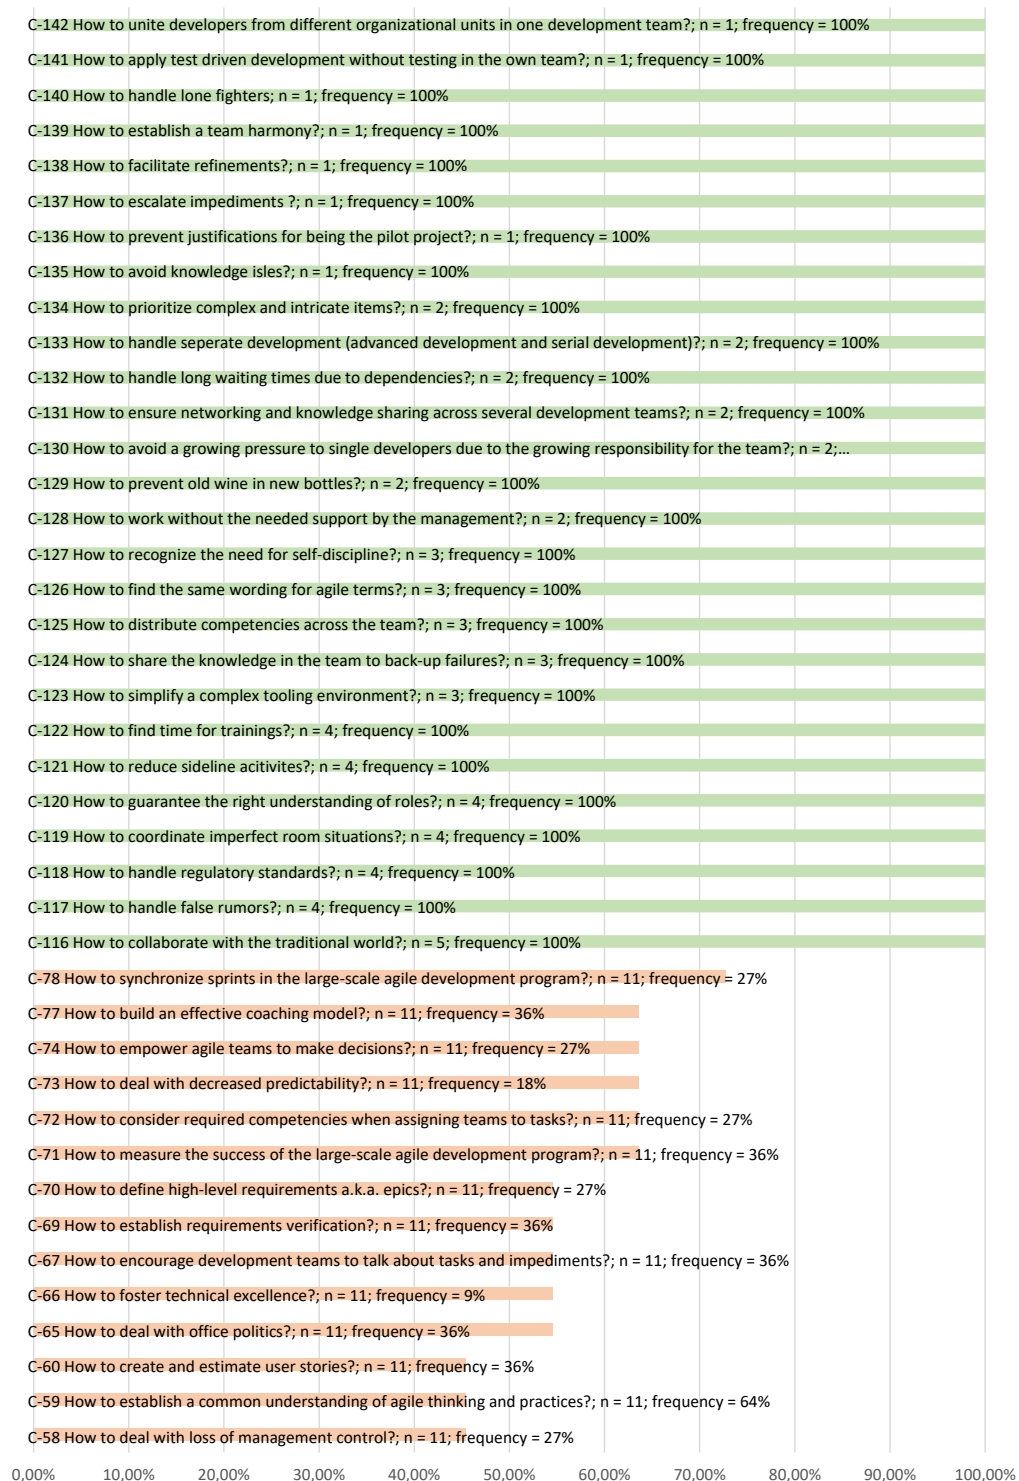 C-142 How to unite developers from different organizational units in one development team?; n = 1; frequency = 100%
C-141 How to apply test driven development without testing in the own team?; n = 1; frequency = 100%
C-140 How to handle lone fighters; n = 1; frequency = 100%
C-139 How to establish a team harmony?; n = 1; frequency = 100%
C-138 How to facilitate refinements?; n = 1; frequency = 100%
C-137 How to escalate impediments ?; n = 1; frequency = 100%
C-136 How to prevent justifications for being the pilot project?; n = 1; frequency = 100%
C-135 How to avoid knowledge isles?; n = 1; frequency = 100%
C-134 How to prioritize complex and intricate items?; n = 2; frequency = 100%
C-133 How to handle seperate development (advanced development and serial development)?; n = 2; frequency = 100%
C-132 How to handle long waiting times due to dependencies?; n = 2; frequency = 100%
C-131 How to ensure networking and knowledge sharing across several development teams?; n = 2; frequency = 100%
C-130 How to avoid a growing pressure to single developers due to the growing responsibility for the team?; n = 2;...
C-129 How to prevent old wine in new bottles?; n = 2; frequency = 100%
C-128 How to work without the needed support by the management?; n = 2; frequency = 100%
C-127 How to recognize the need for self-discipline?; n = 3; frequency = 100%
C-126 How to find the same wording for agile terms?; n = 3; frequency = 100%
C-125 How to distribute competencies across the team?; n = 3; frequency = 100%
C-124 How to share the knowledge in the team to back-up failures?; n = 3; frequency = 100%
C-123 How to simplify a complex tooling environment?; n = 3; frequency = 100%
C-122 How to find time for trainings?; n = 4; frequency = 100%
C-121 How to reduce sideline acitivites?; n = 4; frequency = 100%
C-120 How to guarantee the right understanding of roles?; n = 4; frequency = 100%
C-119 How to coordinate imperfect room situations?; n = 4; frequency = 100%
C-118 How to handle regulatory standards?; n = 4; frequency = 100%
C-117 How to handle false rumors?; n = 4; frequency = 100%
C-116 How to collaborate with the traditional world?; n = 5; frequency = 100%
C-78 How to synchronize sprints in the large-scale agile development program?; n = 11; frequency = 27%
C-77 How to build an effective coaching model?; n = 11; frequency = 36%
C-74 How to empower agile teams to make decisions?; n = 11; frequency = 27%
C-73 How to deal with decreased predictability?; n = 11; frequency = 18%
C-72 How to consider required competencies when assigning teams to tasks?; n = 11; frequency = 27%
C-71 How to measure the success of the large-scale agile development program?; n = 11; frequency = 36%
C-70 How to define high-level requirements a.k.a. epics?; n = 11; frequency = 27%
C-69 How to establish requirements verification?; n = 11; frequency = 36%
C-67 How to encourage development teams to talk about tasks and impediments?; n = 11; frequency = 36%
C-66 How to foster technical excellence?; n = 11; frequency = 9%
C-65 How to deal with office politics?; n = 11; frequency = 36%
C-60 How to create and estimate user stories?; n = 11; frequency = 36%
C-59 How to establish a common understanding of agile thinking and practices?; n = 11; frequency = 64%
C-58 How to deal with loss of management control?; n = 11; frequency = 27%
0,00% 10,00% 20,00% 30,00% 40,00% 50,00% 60,00% 70,00% 80,00% 90,00% 100,00%